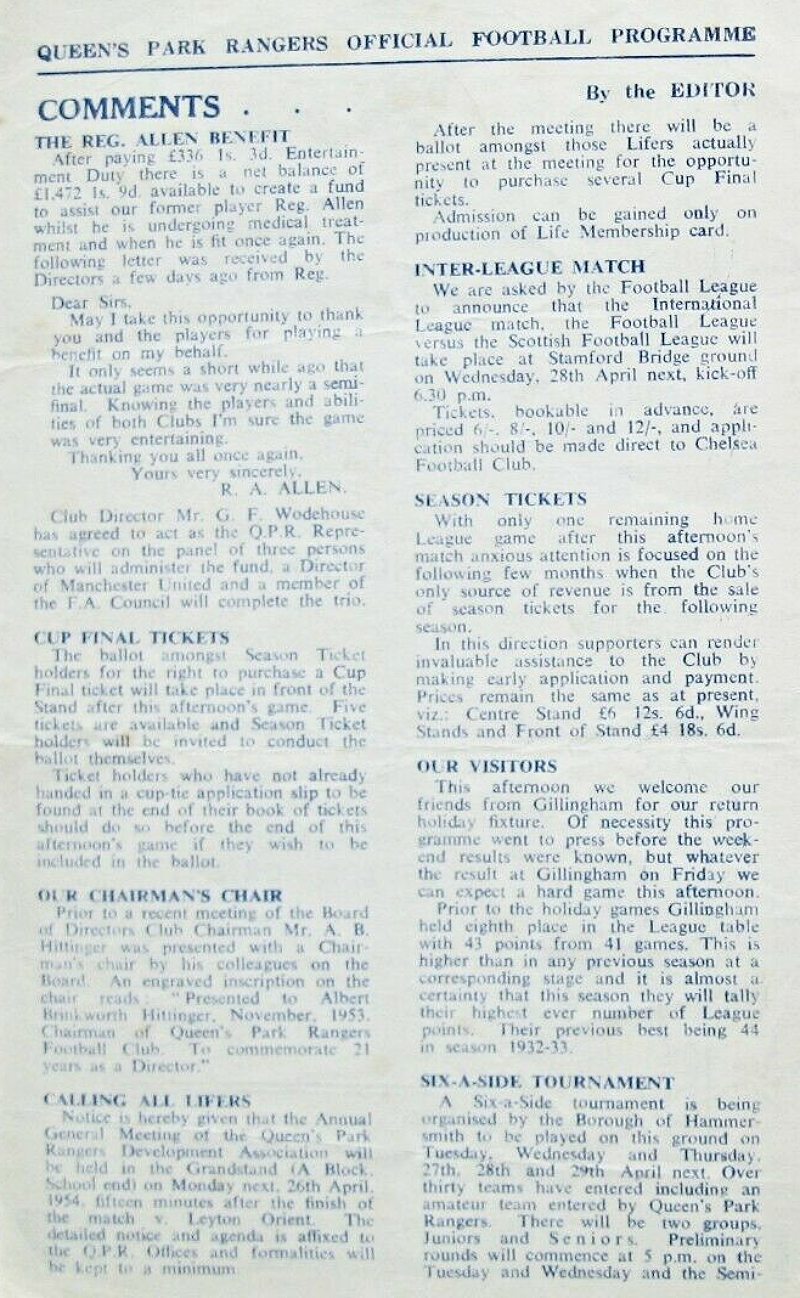 QUEEN'S PARK RANGERS OFFICIAL FOOTBALL PROGRAMME
COMMENTS . . .
THE REG. ALLEN BENEFIT
After paying £336 1s. 3d. Entertain-
ment Duty there is a net balance of
£1,472 1s. 9d. available to create a fund
to assist our former player Reg. Allen
whilst he is undergoing medical treat-
ment and when he is fit once again. The
following letter was received by the
Directors a few days ago from Reg.
Dear Sirs,
May I take this opportunity to thank
you and the players for playing a
benefit on my behalf.
It only seems a short while ago that
the actual game was very nearly a semi-
final. Knowing the players and abili-
ties of both Clubs I'm sure the game
was very entertaining.
Thanking you all once again.
Yours very sincerely,
R. A. ALLEN.
Club Director Mr. G. F. Wodehouse
has agreed to act as the Q.P.R. Repre-
sentative on the panel of three persons
who will administer the fund, a Director
of Manchester United and a member of
the F.A. Council will complete the trio.
CUP FINAL TICKETS
The ballot amongst Season Ticket
holders for the right to purchase a Cup
Final ticket will take place in front of the
Stand after this afternoon's game. Five
tickets are available and Season Ticket
holders will be invited to conduct the
ballot themselves.
Ticket holders who have not already
handed in a cup-tie application slip to be
found at the end of their book of tickets
should do so before the end of this
afternoon's game if they wish to be
included in the ballot.
OUR CHAIRMAN'S CHAIR
Prior to a recent meeting of the Board
of Directors Club Chairman Mr. A. B.
Hittinger was presented with a Chair-
man's chair by his colleagues on the
Board. An engraved inscription on the
chair reads: "Presented to Albert
Brinkworth Hittinger, November, 1953,
Chairman of Queen's Park Rangers
Football Club. To commemorate 21
years as a Director."
CALLING ALL LIFERS
Notice is hereby given that the Annual
General Meeting of the Queen's Park
Rangers Development Association will
be held in the Grandstand (A Block,
School end) on Monday next, 26th April,
1954, fifteen minutes after the finish of
the match v. Leyton Orient. The
detailed notice and agenda is affixed to
the Q.P.R. Offices and formalities will
be kept to a minimum.
By the EDITOR
After the meeting there will be a
ballot amongst those Lifers actually
present at the meeting for the opportu-
nity to purchase several Cup Final
tickets.
Admission can be gained only on
production of Life Membership card.
INTER-LEAGUE MATCH
We are asked by the Football League
to announce that the International
League match, the Football League
versus the Scottish Football League will
take place at Stamford Bridge ground
on Wednesday, 28th April next, kick-off
6.30 p.m.
Tickets, bookable in advance, are
priced 6/-, 8/-, 10/- and 12/-, and appli-
cation should be made direct to Chelsea
Football Club.
SEASON TICKETS
With only one remaining home
League game after this afternoon's
match anxious attention is focused on the
following few months when the Club's
only source of revenue is from the sale
of season tickets for the following
season.
In this direction supporters can render
invaluable assistance to the Club by
making early application and payment.
Prices remain the same as at present,
viz.: Centre Stand £6 12s. 6d., Wing
Stands and Front of Stand £4 18s. 6d.
OUR VISITORS
This afternoon we welcome our
friends from Gillingham for our return
holiday fixture. Of necessity this pro-
gramme went to press before the week-
end results were known, but whatever
the result at Gillingham on Friday we
can expect a hard game this afternoon.
Prior to the holiday games Gillingham
held eighth place in the League table
with 43 points from 41 games. This is
higher than in any previous season at a
corresponding stage and it is almost a
certainty that this season they will tally
their highest ever number of League
points. Their previous best being 44
in season 1932-33.
SIX-A-SIDE TOURNAMENT
A Six-a-Side tournament is being
organised by the Borough of Hammer-
smith to be played on this ground on
Tuesday, Wednesday and Thursday,
27th, 28th and 29th April next. Over
thirty teams have entered including an
amateur team entered by Queen's Park
Rangers. There will be two groups,
Juniors and Seniors. Preliminary
rounds will commence at 5 p.m. on the
Tuesday and Wednesday and the Semi-